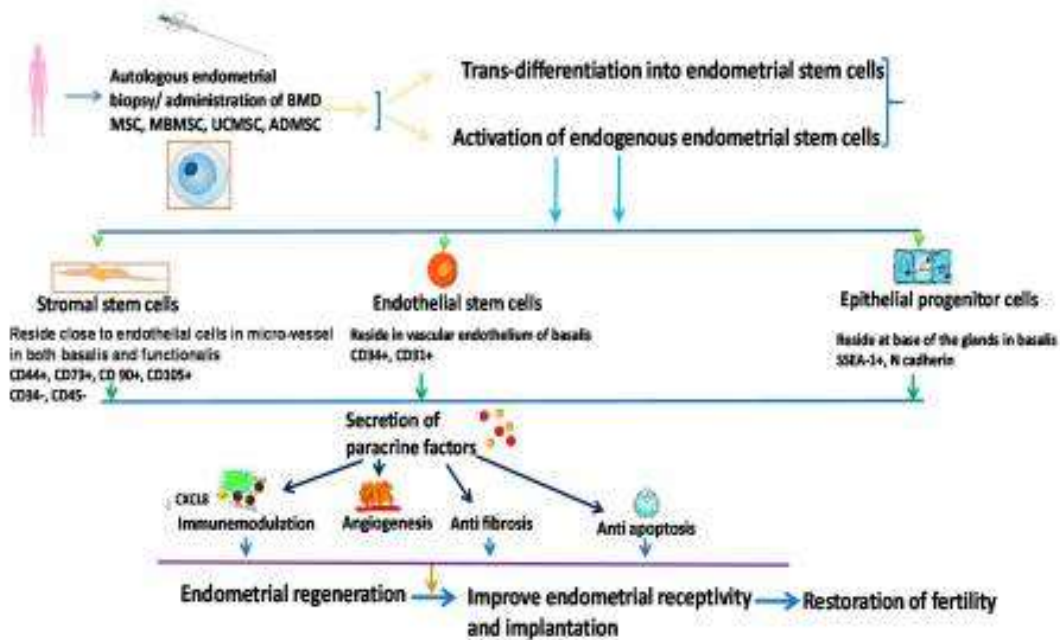 Autologous endometrial
biopsy/ administration of BMD
MSC, MBMSC, UCMSC, ADMSC
Trans-differentiation into endometrial stem cells
Activation of endogenous endometrial stem cells
Stromal stem cells
Reside close to endothelial cells in micro-vessel
in both basalis and functionalis
CD44+, CD73+, CD 90+, CD105+
CD34-, CD45-
Endothelial stem cells
Reside in vascular endothelium of basalis
CD34+, CD31+
Epithelial progenitor cells
Reside at base of the glands in basalis
SSEA-1+, N cadherin
Secretion of
paracrine factors
↓ CXCL8
Immunemodulation
Angiogenesis
Anti fibrosis
Anti apoptosis
Endometrial regeneration
Improve endometrial receptivity
and implantation
Restoration of fertility